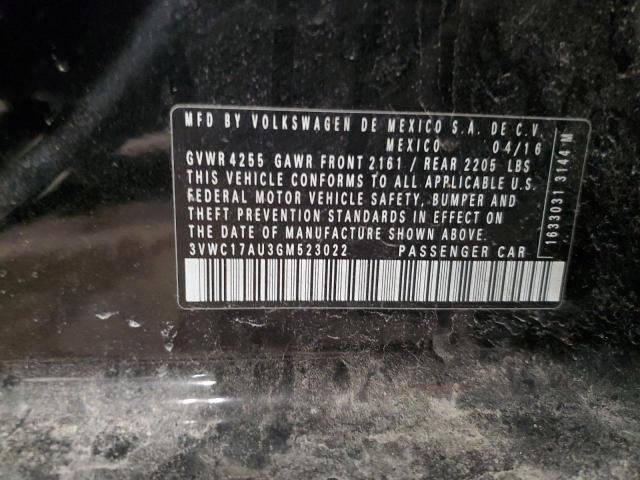 MFD BY VOLKSWAGEN DE MEXICO S.A. DE C.V.
MEXICO 04/16
GVWR 4255 GAWR FRONT 2161 / REAR 2205 LBS
THIS VEHICLE CONFORMS TO ALL APPLICABLE U.S.
FEDERAL MOTOR VEHICLE SAFETY, BUMPER AND
THEFT PREVENTION STANDARDS IN EFFECT ON
THE DATE OF MANUFACTURE SHOWN ABOVE.
3VWC17AU3GM523022 PASSENGER CAR
1633031 3144 M